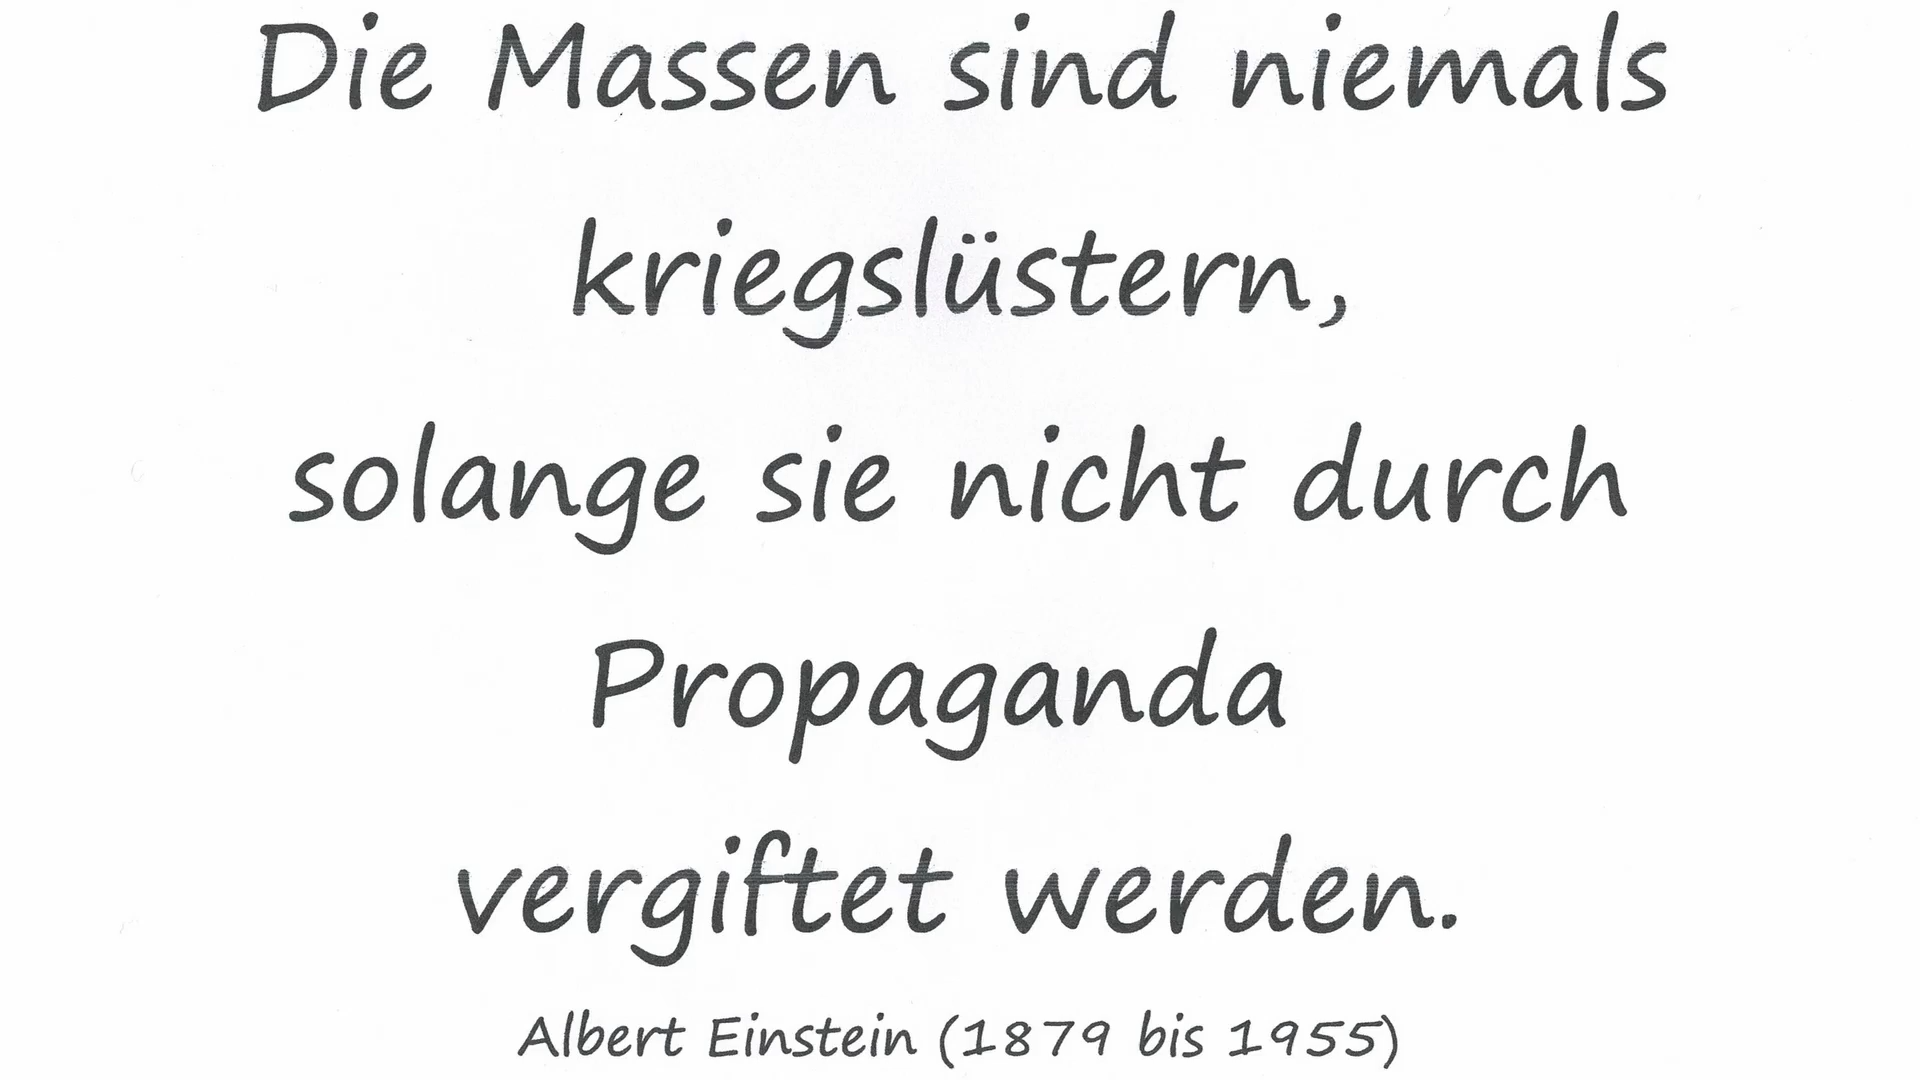 Die Massen sind niemals
kriegslüstern,
solange sie nicht durch
Propaganda
vergiftet werden.
Albert Einstein (1879 bis 1955)